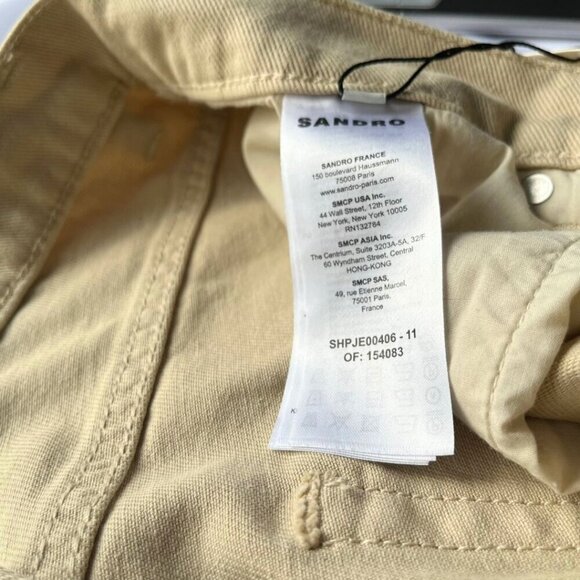 SANDRO
SANDRO FRANCE
150 boulevard Haussmann
75008 Paris
www.sandro-paris.com
SMCP USA Inc.
44 Wall Street, 12th Floor
New York, New York 10005
RN132784
SMCP ASIA Inc.
The Centrium, Suite 3203A-5A, 32/F
60 Wyndham Street, Central
HONG-KONG
SMCP SAS.
49, rue Etienne Marcel,
75001 Paris.
France
SHPJE00406 - 11
OF: 154083
K